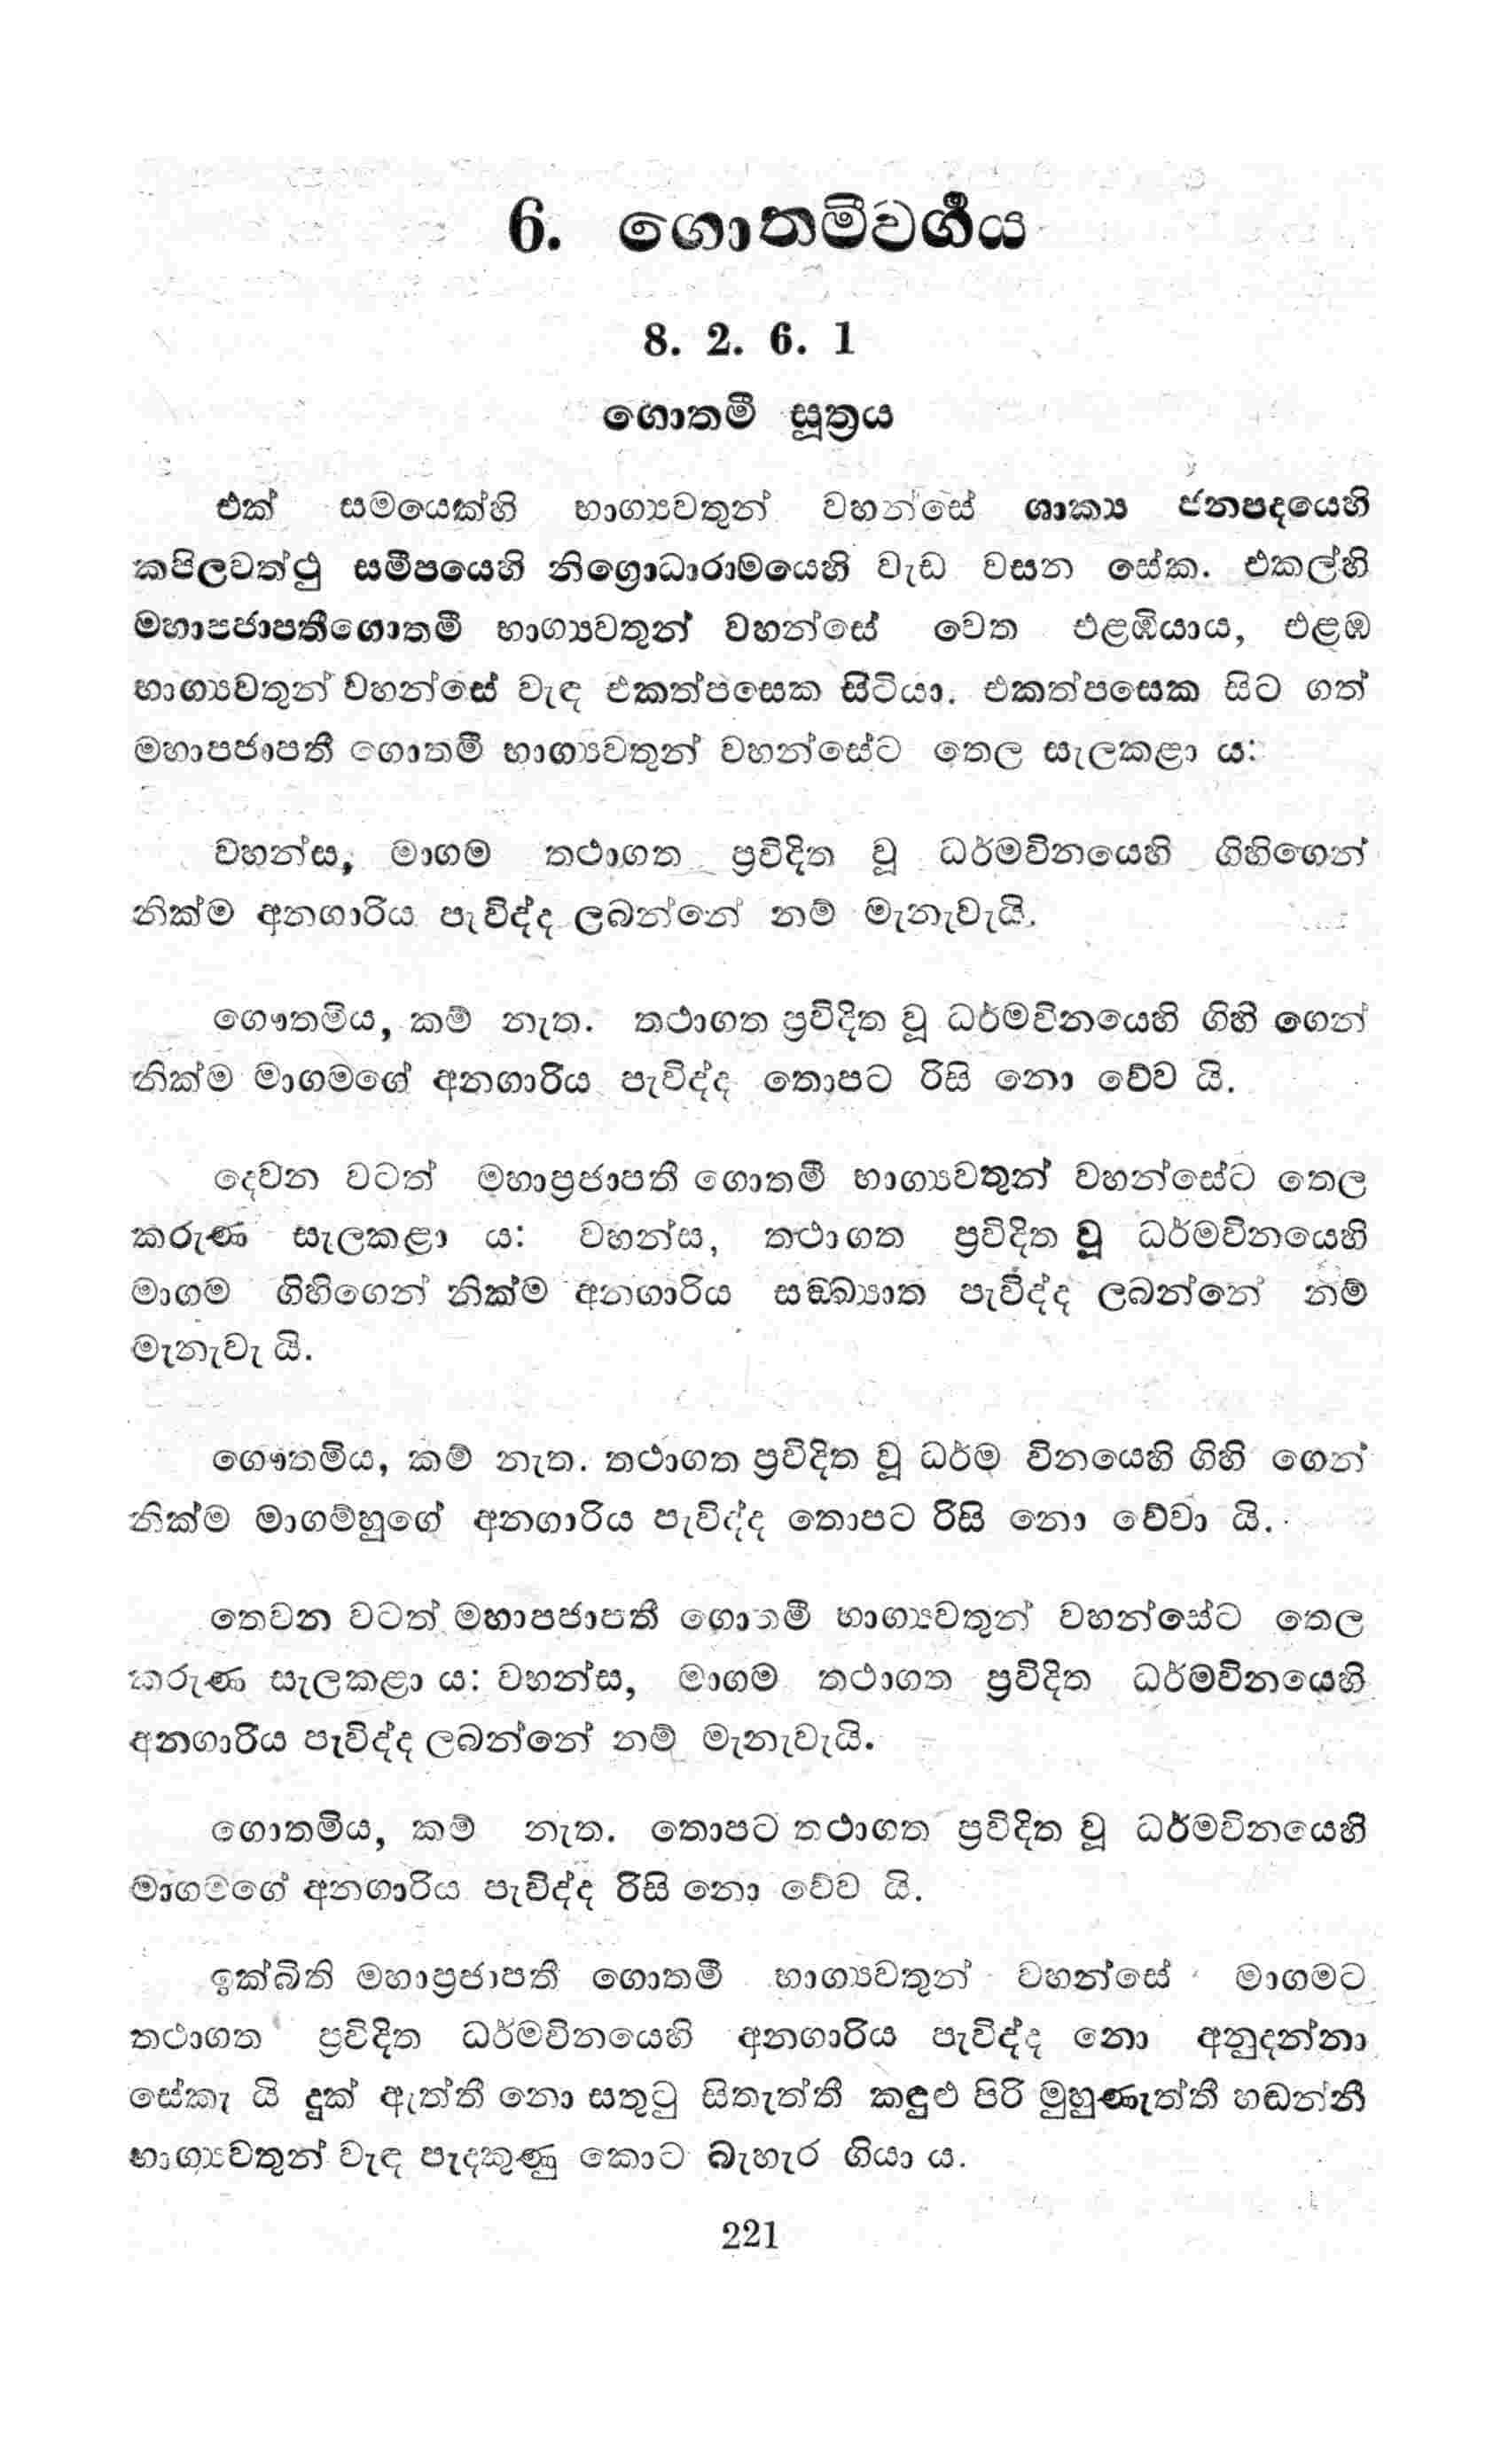 6. ගොතමීවර්‍ගය
8. 2. 6. 1
ගොතමී සූත්‍රය
එක් සමයෙක්හි භාග්‍යවතුන් වහන්සේ ශාක්‍ය ජනපදයෙහි
කපිලවත්ථු සමීපයෙහි නිග්‍රොධාරාමයෙහි වැඩ වසන සේක. එකල්හි
මහාපජාපතීගොතමී භාග්‍යවතුන් වහන්සේ වෙත එළඹියාය, එළඹ
භාග්‍යවතුන් වහන්සේ වැඳ එකත්පසෙක සිටියා. එකත්පසෙක සිට ගත්
මහාපජාපතී ගොතමී භාග්‍යවතුන් වහන්සේට තෙල සැලකළා ය:
වහන්ස, මාගම තථාගත ප්‍රවිදිත වූ ධර්මවිනයෙහි ගිහිගෙන්
නික්ම අනගාරිය පැවිද්ද ලබන්නේ නම් මැනැවැයි.
ගෞතමිය, කම් නැත. තථාගත ප්‍රවිදිත වූ ධර්මවිනයෙහි ගිහි ගෙන්
නික්ම මාගමගේ අනගාරිය පැවිද්ද තොපට රිසි නො වේව යි.
දෙවන වටත් මහාප්‍රජාපතී ගොතමී භාග්‍යවතුන් වහන්සේට තෙල
කරුණ සැලකළා ය: වහන්ස, තථාගත ප්‍රවිදිත වූ ධර්මවිනයෙහි
මාගම ගිහිගෙන් නික්ම අනගාරිය සඞ්ඛ්‍යාත පැවිද්ද ලබන්නේ නම්
මැනැවැ යි.
ගෞතමිය, කම් නැත. තථාගත ප්‍රවිදිත වූ ධර්ම විනයෙහි ගිහි ගෙන්
නික්ම මාගම්හුගේ අනගාරිය පැවිද්ද තොපට රිසි නො වේවා යි.
තෙවන වටත් මහාපජාපතී ගොතමී භාග්‍යවතුන් වහන්සේට තෙල
කරුණ සැලකළා ය: වහන්ස, මාගම තථාගත ප්‍රවිදිත ධර්මවිනයෙහි
අනගාරිය පැවිද්ද ලබන්නේ නම් මැනැවැයි.
ගොතමිය, කම් නැත. තොපට තථාගත ප්‍රවිදිත වූ ධර්මවිනයෙහි
මාගමගේ අනගාරිය පැවිද්ද රිසි නො වේව යි.
ඉක්බිති මහාප්‍රජාපතී ගොතමී භාග්‍යවතුන් වහන්සේ මාගමට
තථාගත ප්‍රවිදිත ධර්මවිනයෙහි අනගාරිය පැවිද්ද නො අනුදන්නා
සේකැ යි දුක් ඇත්තී නො සතුටු සිතැත්තී කඳුළු පිරි මුහුණැත්තී හඬන්නී
භාග්‍යවතුන් වැඳ පැදකුණු කොට බැහැර ගියා ය.
221